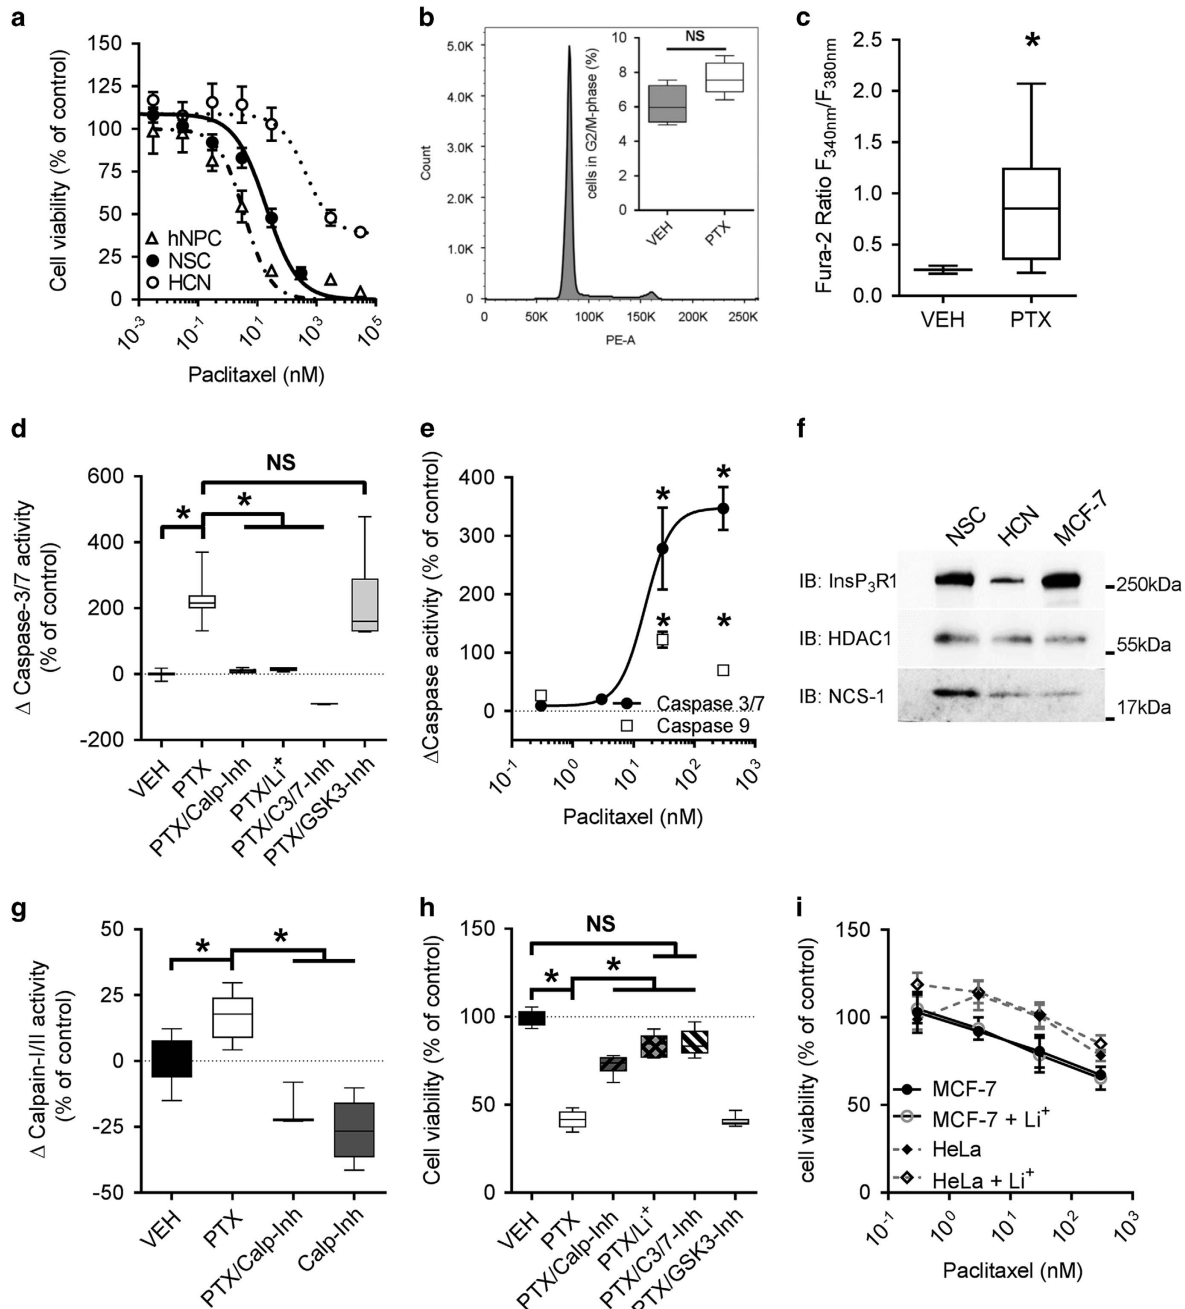 a
150
125
100
75
50
25
0
Cell viability (% of control)
hNPC
NSC
HCN
10-3
10-1
101
103
105
Paclitaxel (nM)
b
5.0K
4.0K
3.0K
2.0K
1.0K
0
Count
0
50K
100K
150K
200K
250K
PE-A
10
8
6
4
2
0
cells in G2/M-phase (%)
NS
VEH
PTX
c
2.5
2.0
1.5
1.0
0.5
0.0
Fura-2 Ratio F340nm/F380nm
*
VEH
PTX
d
600
400
200
0
-200
Δ Caspase-3/7 activity
(% of control)
NS
*
*
VEH
PTX
PTX/Calp-Inh
PTX/Li+
PTX/C3/7-Inh
PTX/GSK3-Inh
e
400
300
200
100
0
ΔCaspase acitivity (% of control)
*
*
*
*
Caspase 3/7
Caspase 9
10-1
100
101
102
103
Paclitaxel (nM)
f
NSC
HCN
MCF-7
IB: InsP3R1
250kDa
IB: HDAC1
55kDa
IB: NCS-1
17kDa
g
50
25
0
-25
-50
Δ Calpain-I/II activity
(% of control)
*
*
VEH
PTX
PTX/Calp-Inh
Calp-Inh
h
150
100
50
0
Cell viability (% of control)
NS
*
*
VEH
PTX
PTX/Calp-Inh
PTX/Li+
PTX/C3/7-Inh
PTX/GSK3-Inh
i
150
100
50
0
cell viability (% of control)
MCF-7
MCF-7 + Li+
HeLa
HeLa + Li+
10-1
100
101
102
103
Paclitaxel (nM)